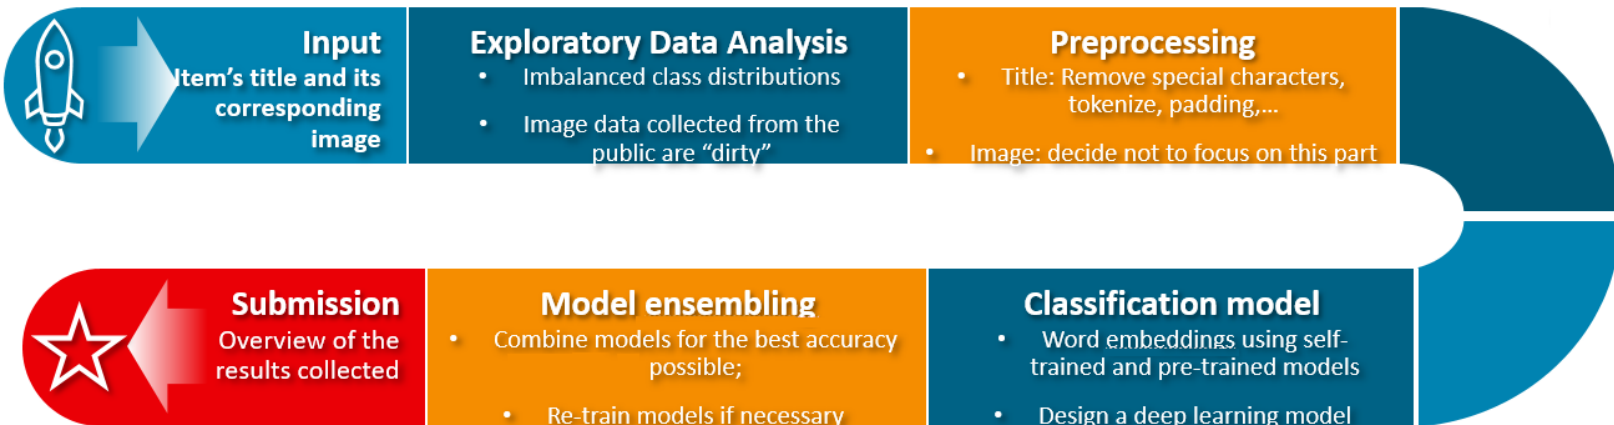 Input
Item's title and its
corresponding
image
Exploratory Data Analysis
• Imbalanced class distributions
• Image data collected from the
public are “dirty”
Preprocessing
• Title: Remove special characters,
tokenize, padding,...
• Image: decide not to focus on this part
Classification model
• Word embeddings using self-
trained and pre-trained models
• Design a deep learning model
Model ensembling
• Combine models for the best accuracy
possible;
• Re-train models if necessary
Submission
Overview of the
results collected